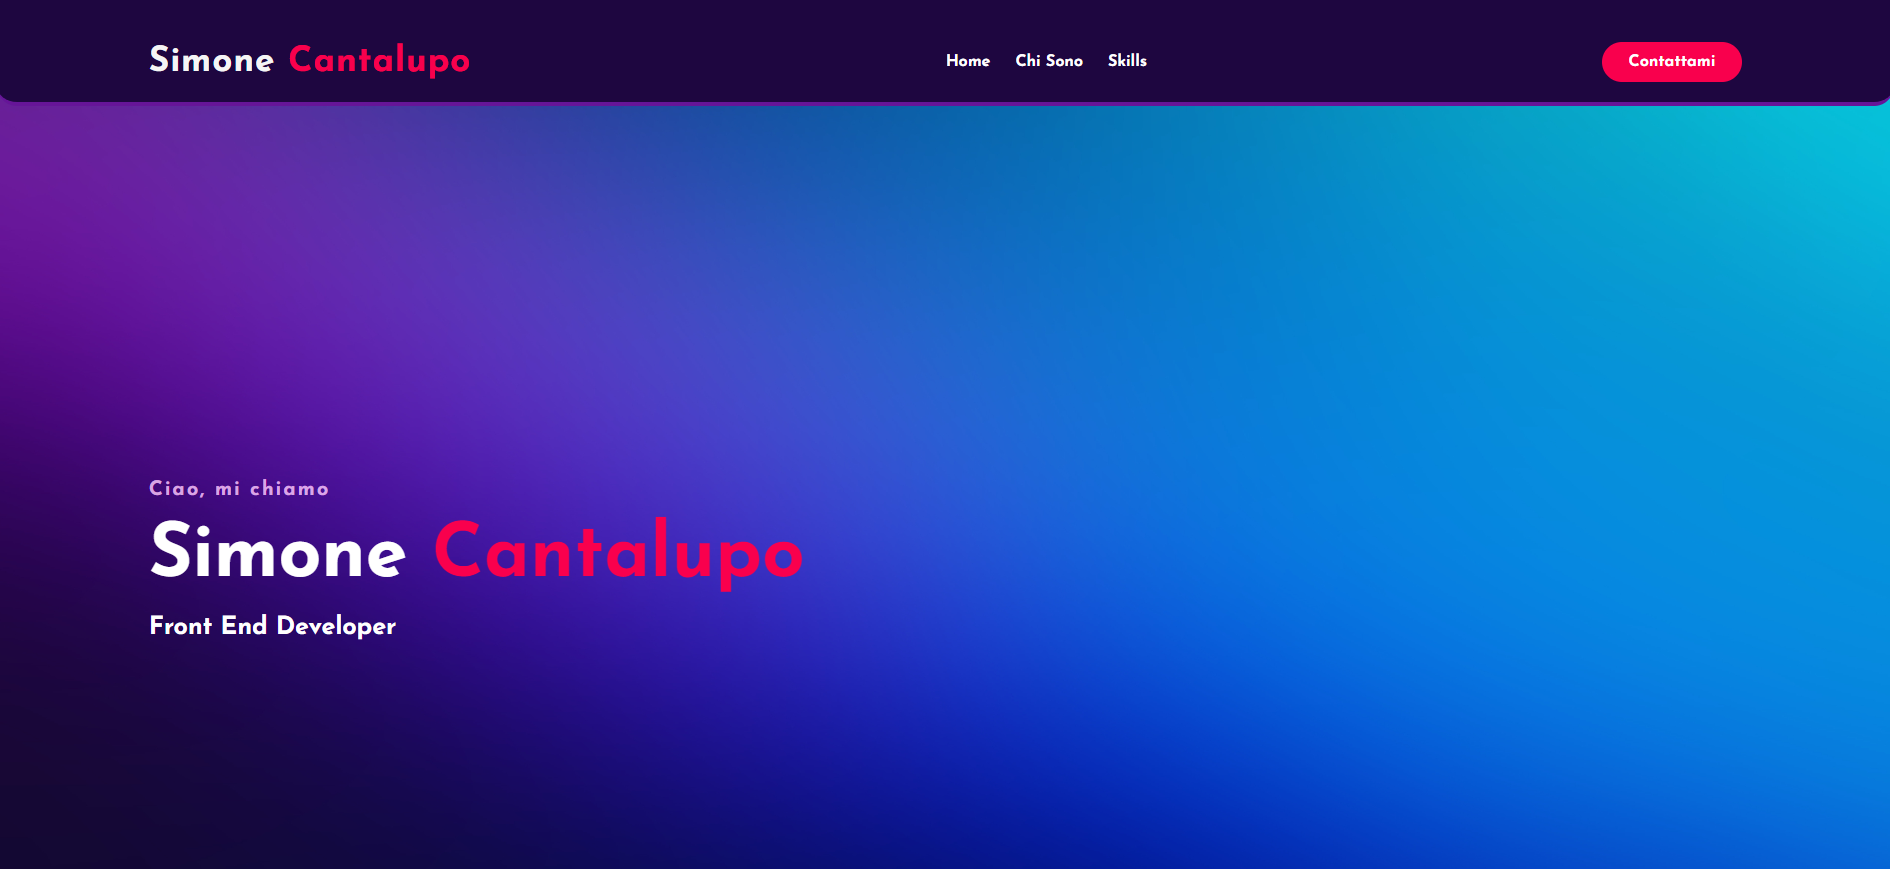 Simone Cantalupo
Home Chi Sono Skills
Contattami
Ciao, mi chiamo
Simone Cantalupo
Front End Developer